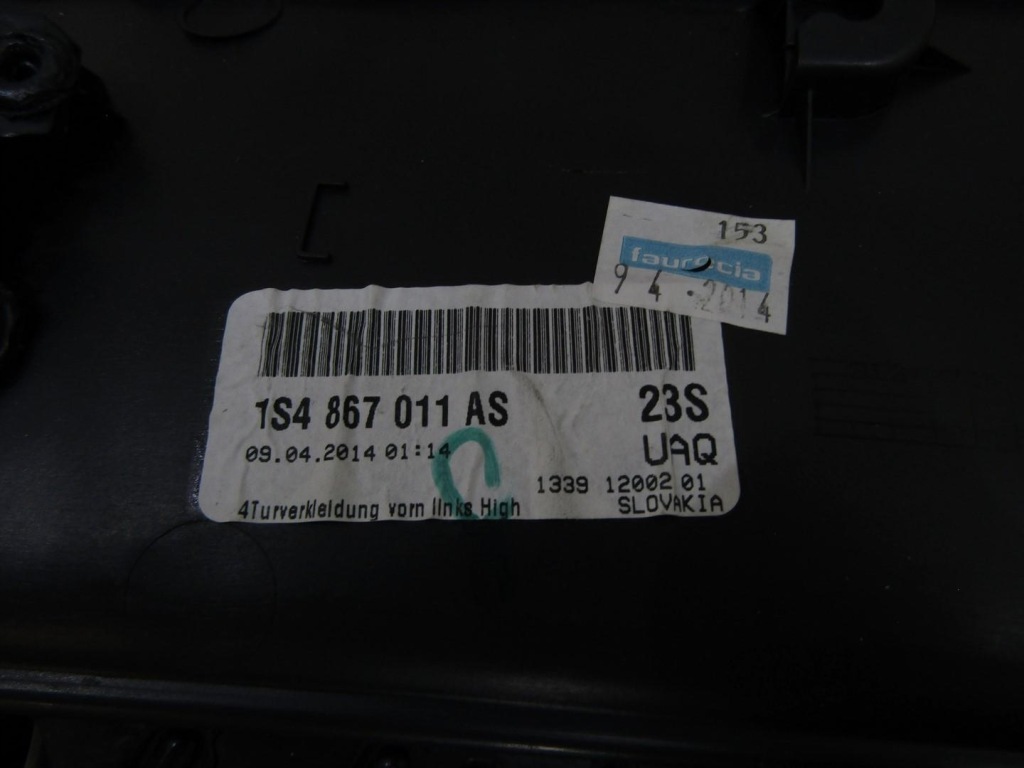 153
faurecia
9 4 . 2014
1S4 867 011 AS 23S
09.04.2014 01:14 UAQ
1339 12002 01
4Turverkleidung vorn links High SLOVAKIA